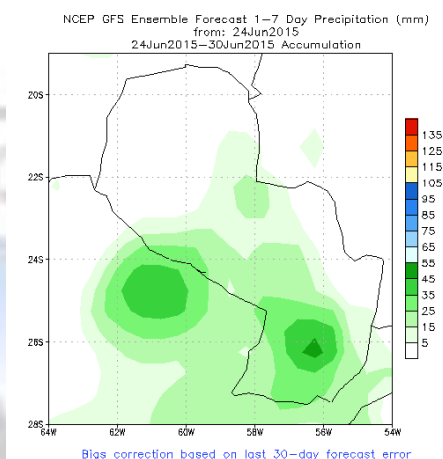 NCEP GFS Ensemble Forecast 1-7 Day Precipitation (mm)
from: 24Jun2015
24Jun2015-30Jun2015 Accumulation
20S
22S
24S
26S
28S
64W 62W 60W 58W 56W 54W
135
125
115
105
95
85
75
65
55
45
35
25
15
5
Bias correction based on last 30-day forecast error